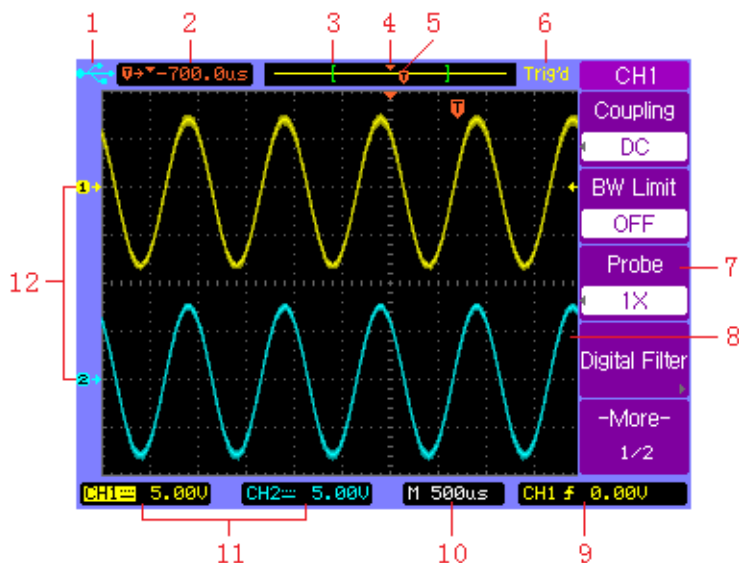 1 2 3 4 5 6
T→▼-700.0us T Trig'd CH1
T
Coupling
DC
1 BW Limit
OFF
12 Probe 7
1X
8
2 Digital Filter
-More-
1/2
CH1 5.00V CH2 5.00V M 500us CH1 0.00V
11 10 9